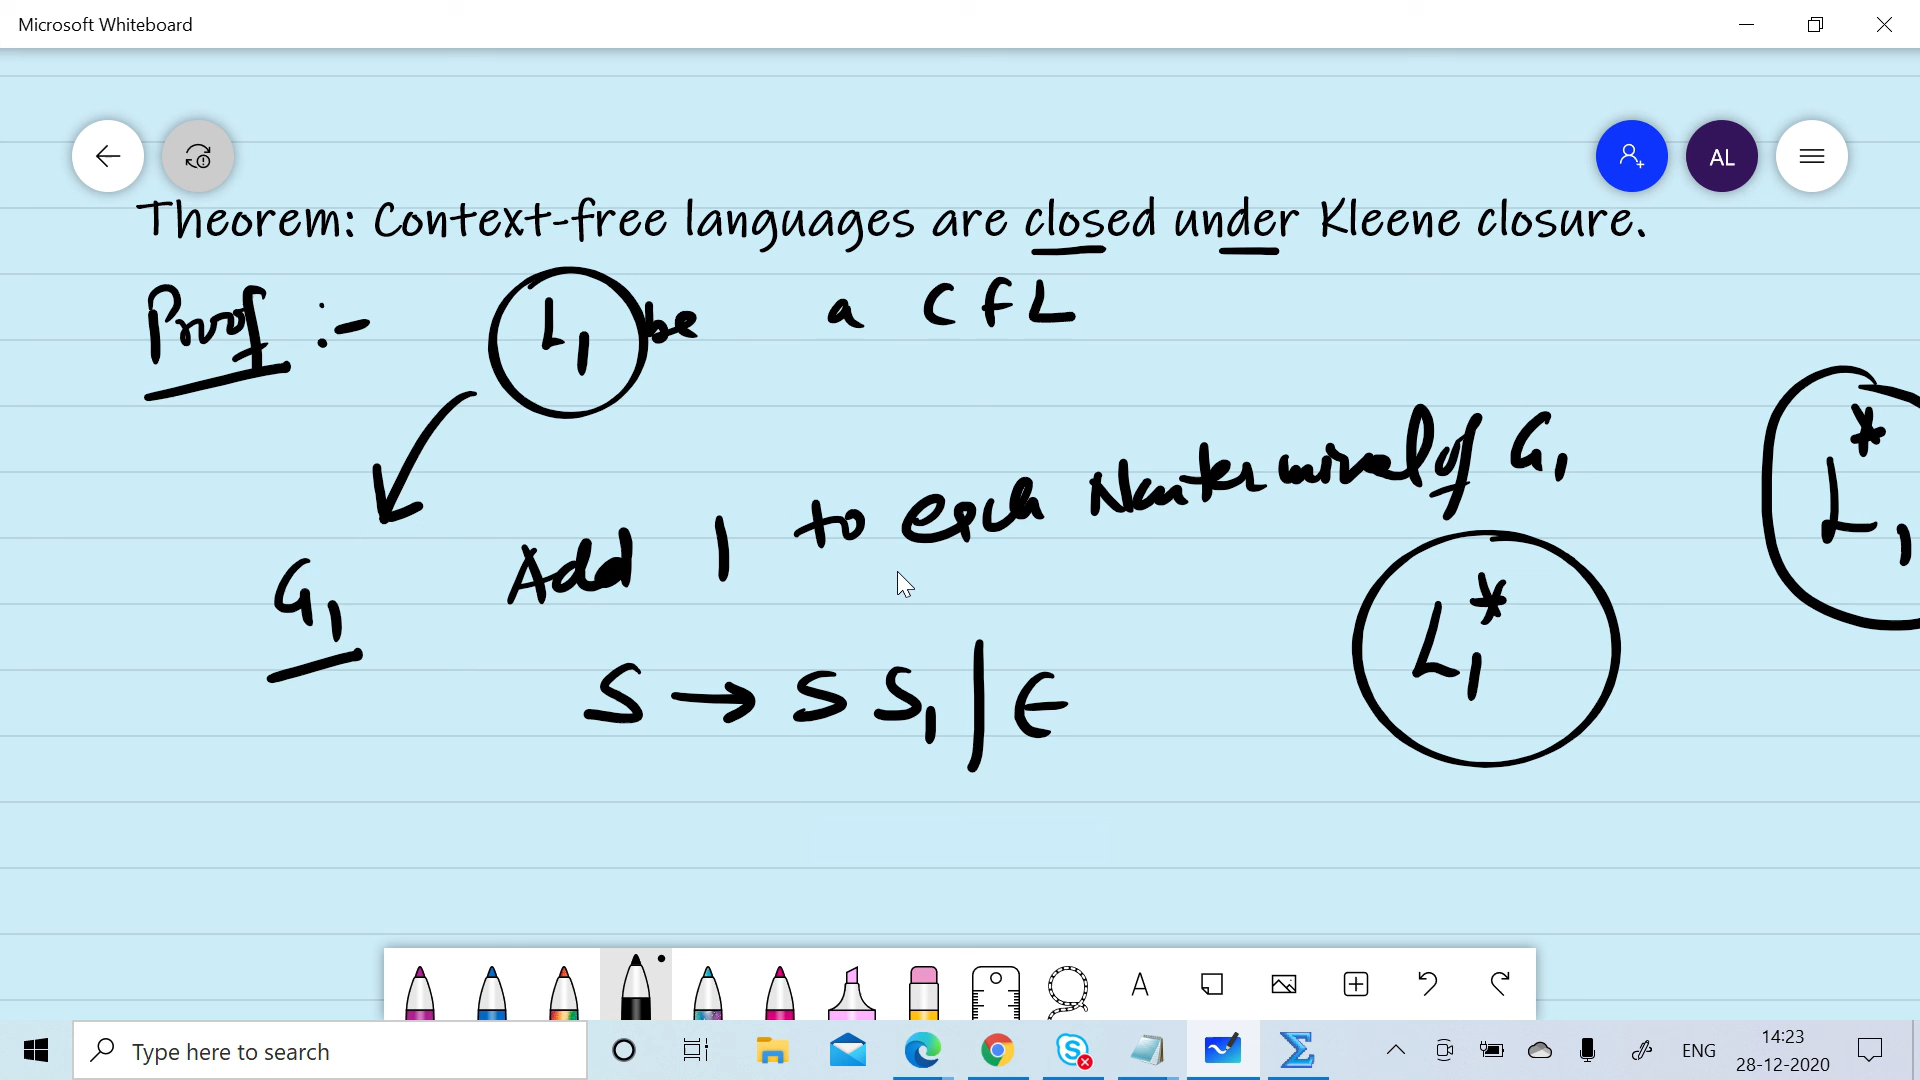 Microsoft Whiteboard
AL
Theorem: Context-free languages are closed under Kleene closure.
Proof :- L₁ be a CFL
L₁*
Add 1 to each Nonterminal of G₁
G₁
L₁*
S → S S₁ | ϵ
A
Type here to search
ENG
14:23
28-12-2020